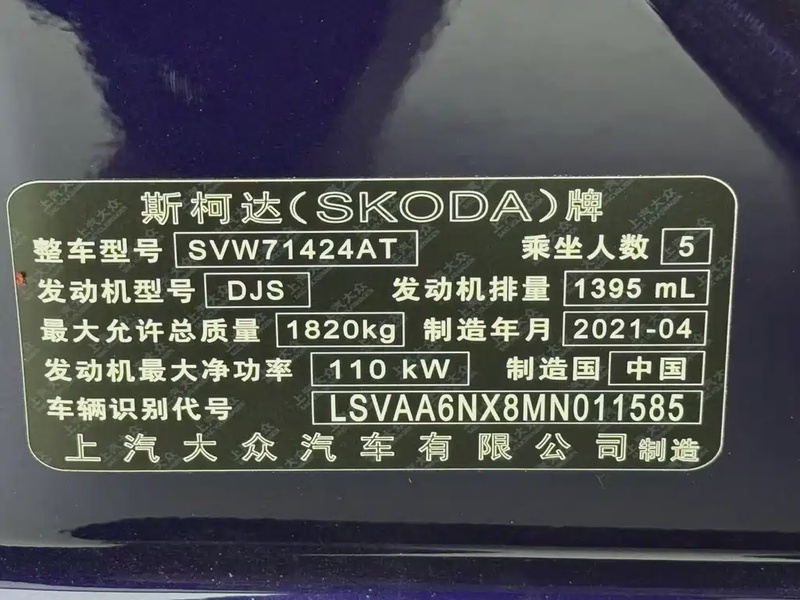 斯柯达(SKODA)牌
整车型号 SVW71424AT 乘坐人数 5
发动机型号 DJS 发动机排量 1395 mL
最大允许总质量 1820kg 制造年月 2021-04
发动机最大净功率 110 kW 制造国 中国
车辆识别代号 LSVAA6NX8MN011585
上汽大众汽车有限公司制造